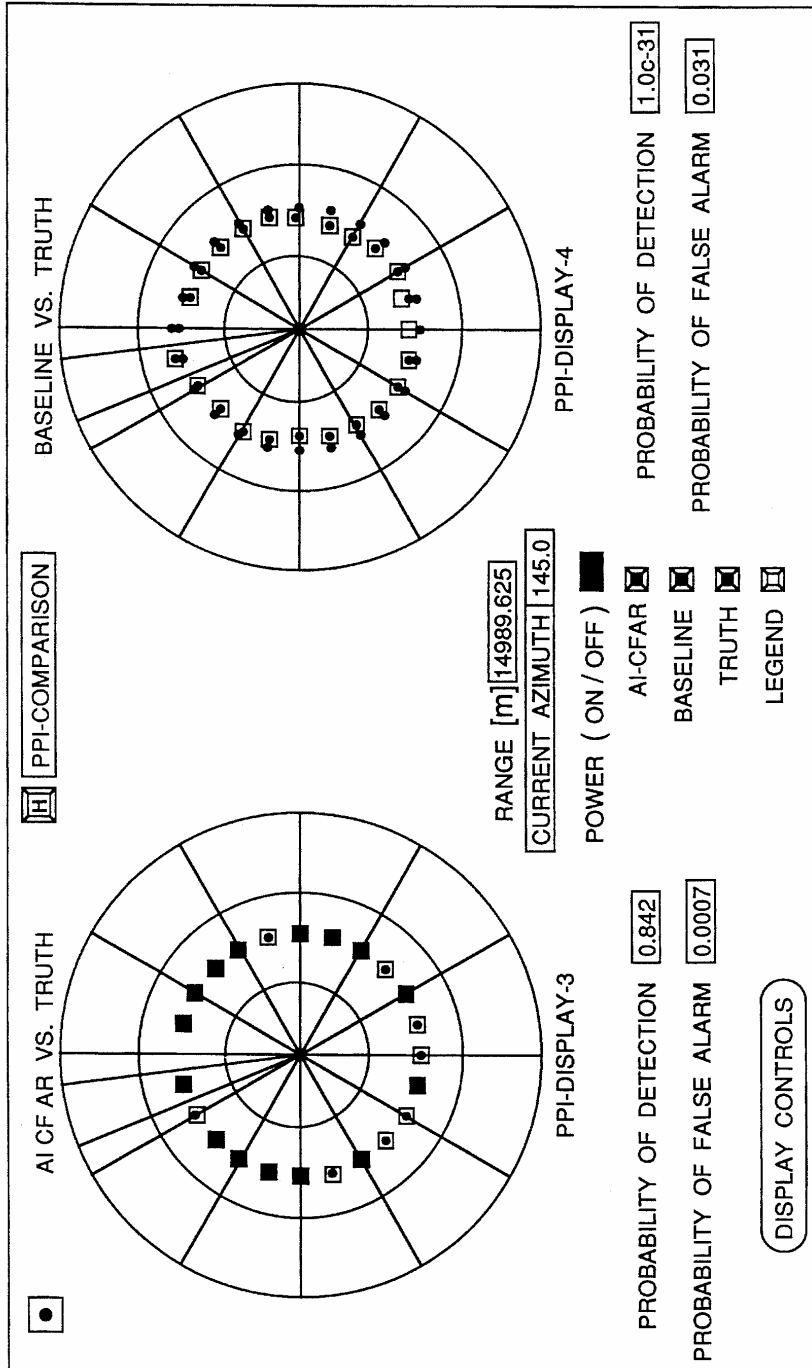 H PPI-COMPARISON
AI CF AR VS. TRUTH
BASELINE VS. TRUTH
PPI-DISPLAY-3
PPI-DISPLAY-4
RANGE [m] 14989.625
CURRENT AZIMUTH 145.0
POWER ( ON / OFF )
AI-CFAR
BASELINE
TRUTH
LEGEND
PROBABILITY OF DETECTION 0.842
PROBABILITY OF FALSE ALARM 0.0007
PROBABILITY OF DETECTION 1.0c-31
PROBABILITY OF FALSE ALARM 0.031
DISPLAY CONTROLS